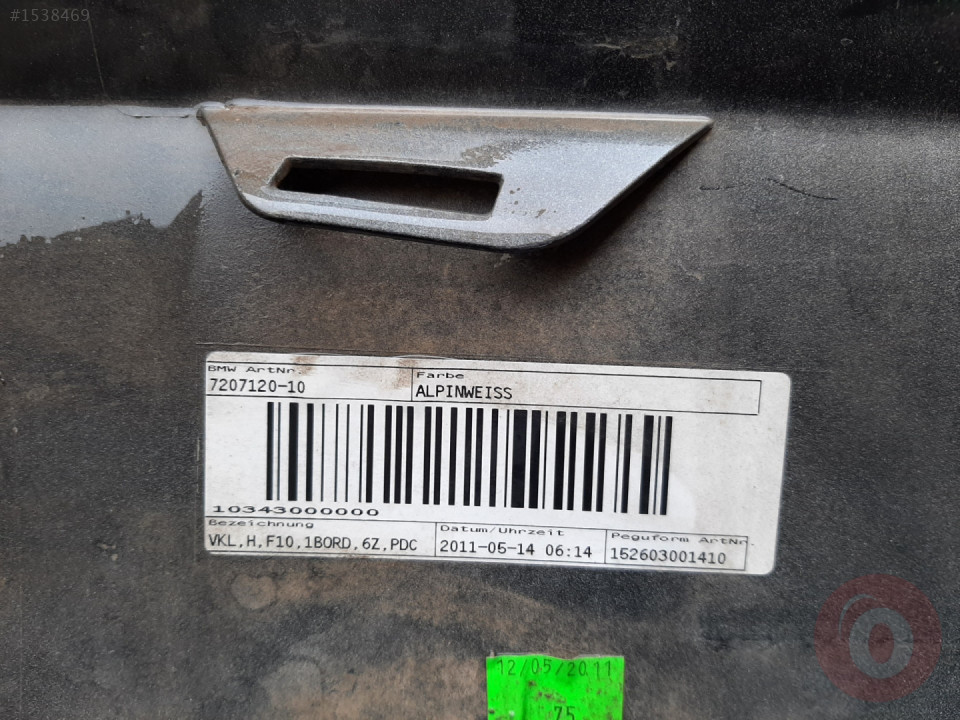 #1538469
BMW ArtNr.
7207120-10
Farbe
ALPINWEISS
10343000000
Bezeichnung
VKL,H,F10,1BORD,6Z,PDC
Datum/Uhrzeit
2011-05-14 06:14
Peguform ArtNr.
152603001410
12/05/2011
75